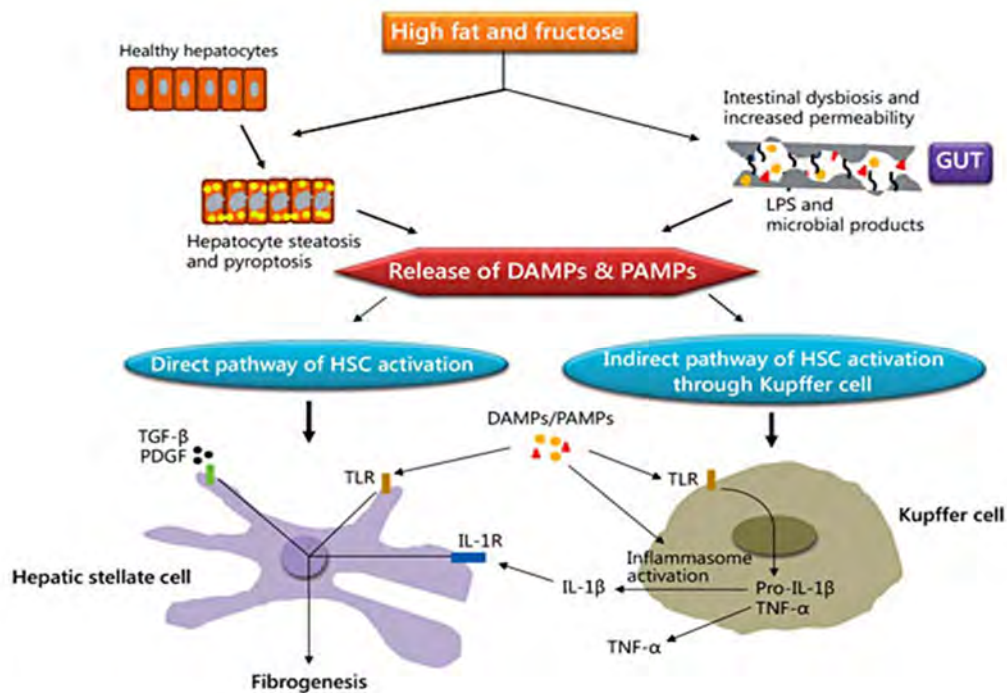 High fat and fructose
Healthy hepatocytes
Intestinal dysbiosis and
increased permeability
GUT
LPS and
microbial products
Hepatocyte steatosis
and pyroptosis
Release of DAMPs & PAMPs
Direct pathway of HSC activation
Indirect pathway of HSC activation
through Kupffer cell
DAMPs/PAMPs
TGF-β
PDGF
TLR
TLR
Kupffer cell
IL-1R
Inflammasome
activation
Hepatic stellate cell
IL-1β
Pro-IL-1β
TNF-α
TNF-α
Fibrogenesis